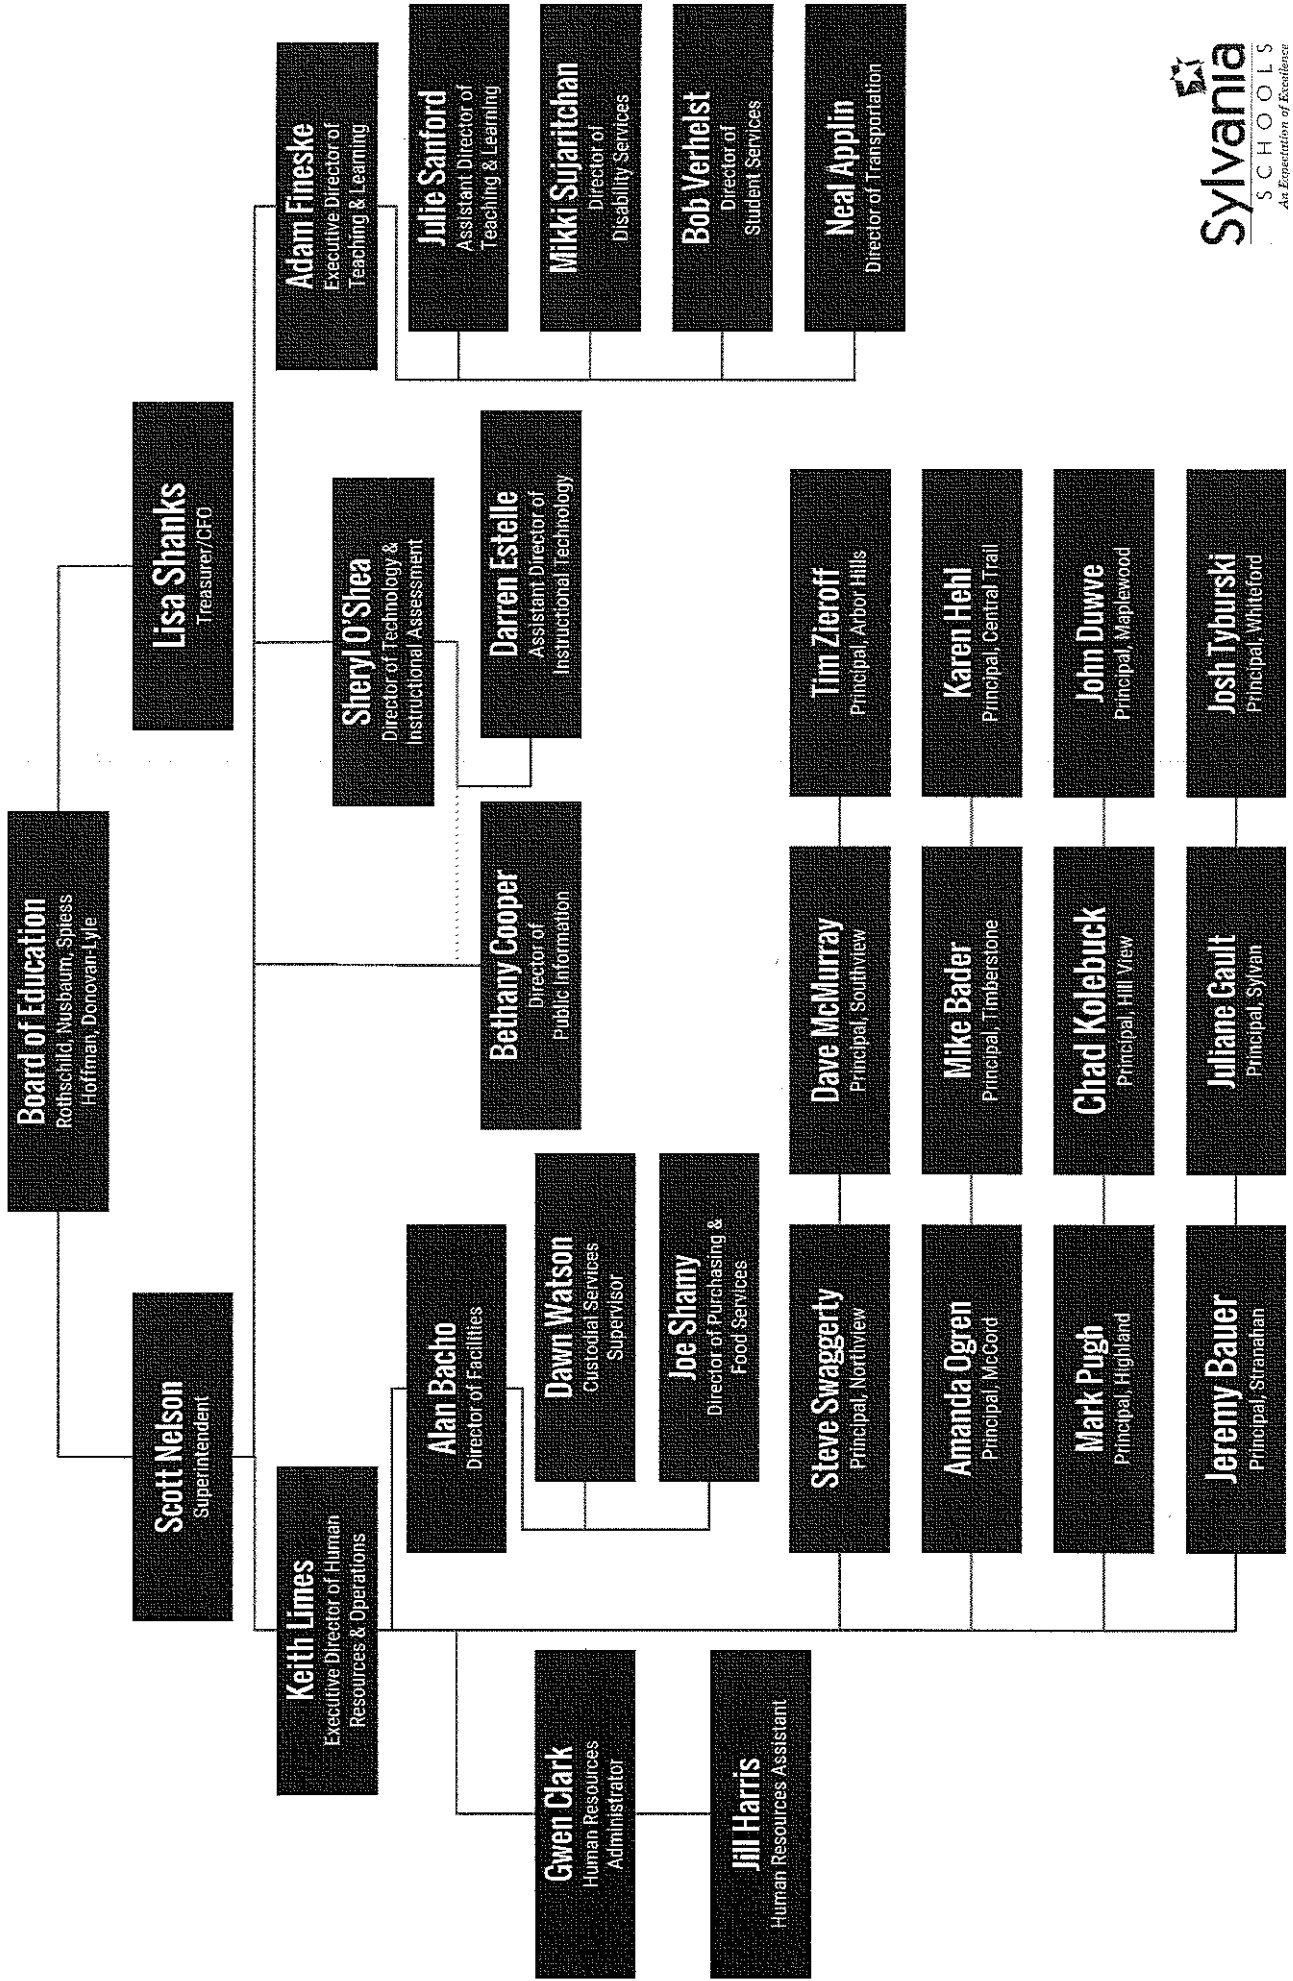 Board of Education
Rothschild, Nusbaum, Spiess
Hoffman, Donovan-Lyle
Scott Nelson
Superintendent
Lisa Shanks
Treasurer/CFO
Keith Limes
Executive Director of Human
Resources & Operations
Sheryl O'Shea
Director of Technology &
Instructional Assessment
Adam Fineske
Executive Director of
Teaching & Learning
Alan Bacho
Director of Facilities
Julie Sanford
Assistant Director of
Teaching & Learning
Gwen Clark
Human Resources
Administrator
Dawn Watson
Custodial Services
Supervisor
Bethany Cooper
Director of
Public Information
Darren Estelle
Assistant Director of
Instructional Technology
Mikki Sujaritchan
Director of
Disability Services
Jill Harris
Human Resources Assistant
Joe Shamy
Director of Purchasing &
Food Services
Bob Verhelst
Director of
Student Services
Steve Swaggerty
Principal, Northview
Dave McMurray
Principal, Southview
Tim Zieroff
Principal, Arbor Hills
Neal Applin
Director of Transportation
Amanda Ogren
Principal, McCord
Mike Bader
Principal, Timberstone
Karen Hehl
Principal, Central Trail
Mark Pugh
Principal, Highland
Chad Kolebuck
Principal, Hill View
John Duwve
Principal, Maplewood
Jeremy Bauer
Principal, Stranahan
Juliane Gault
Principal, Sylvan
Josh Tyburski
Principal, Whiteford
Sylvania
SCHOOLS
An Expectation of Excellence